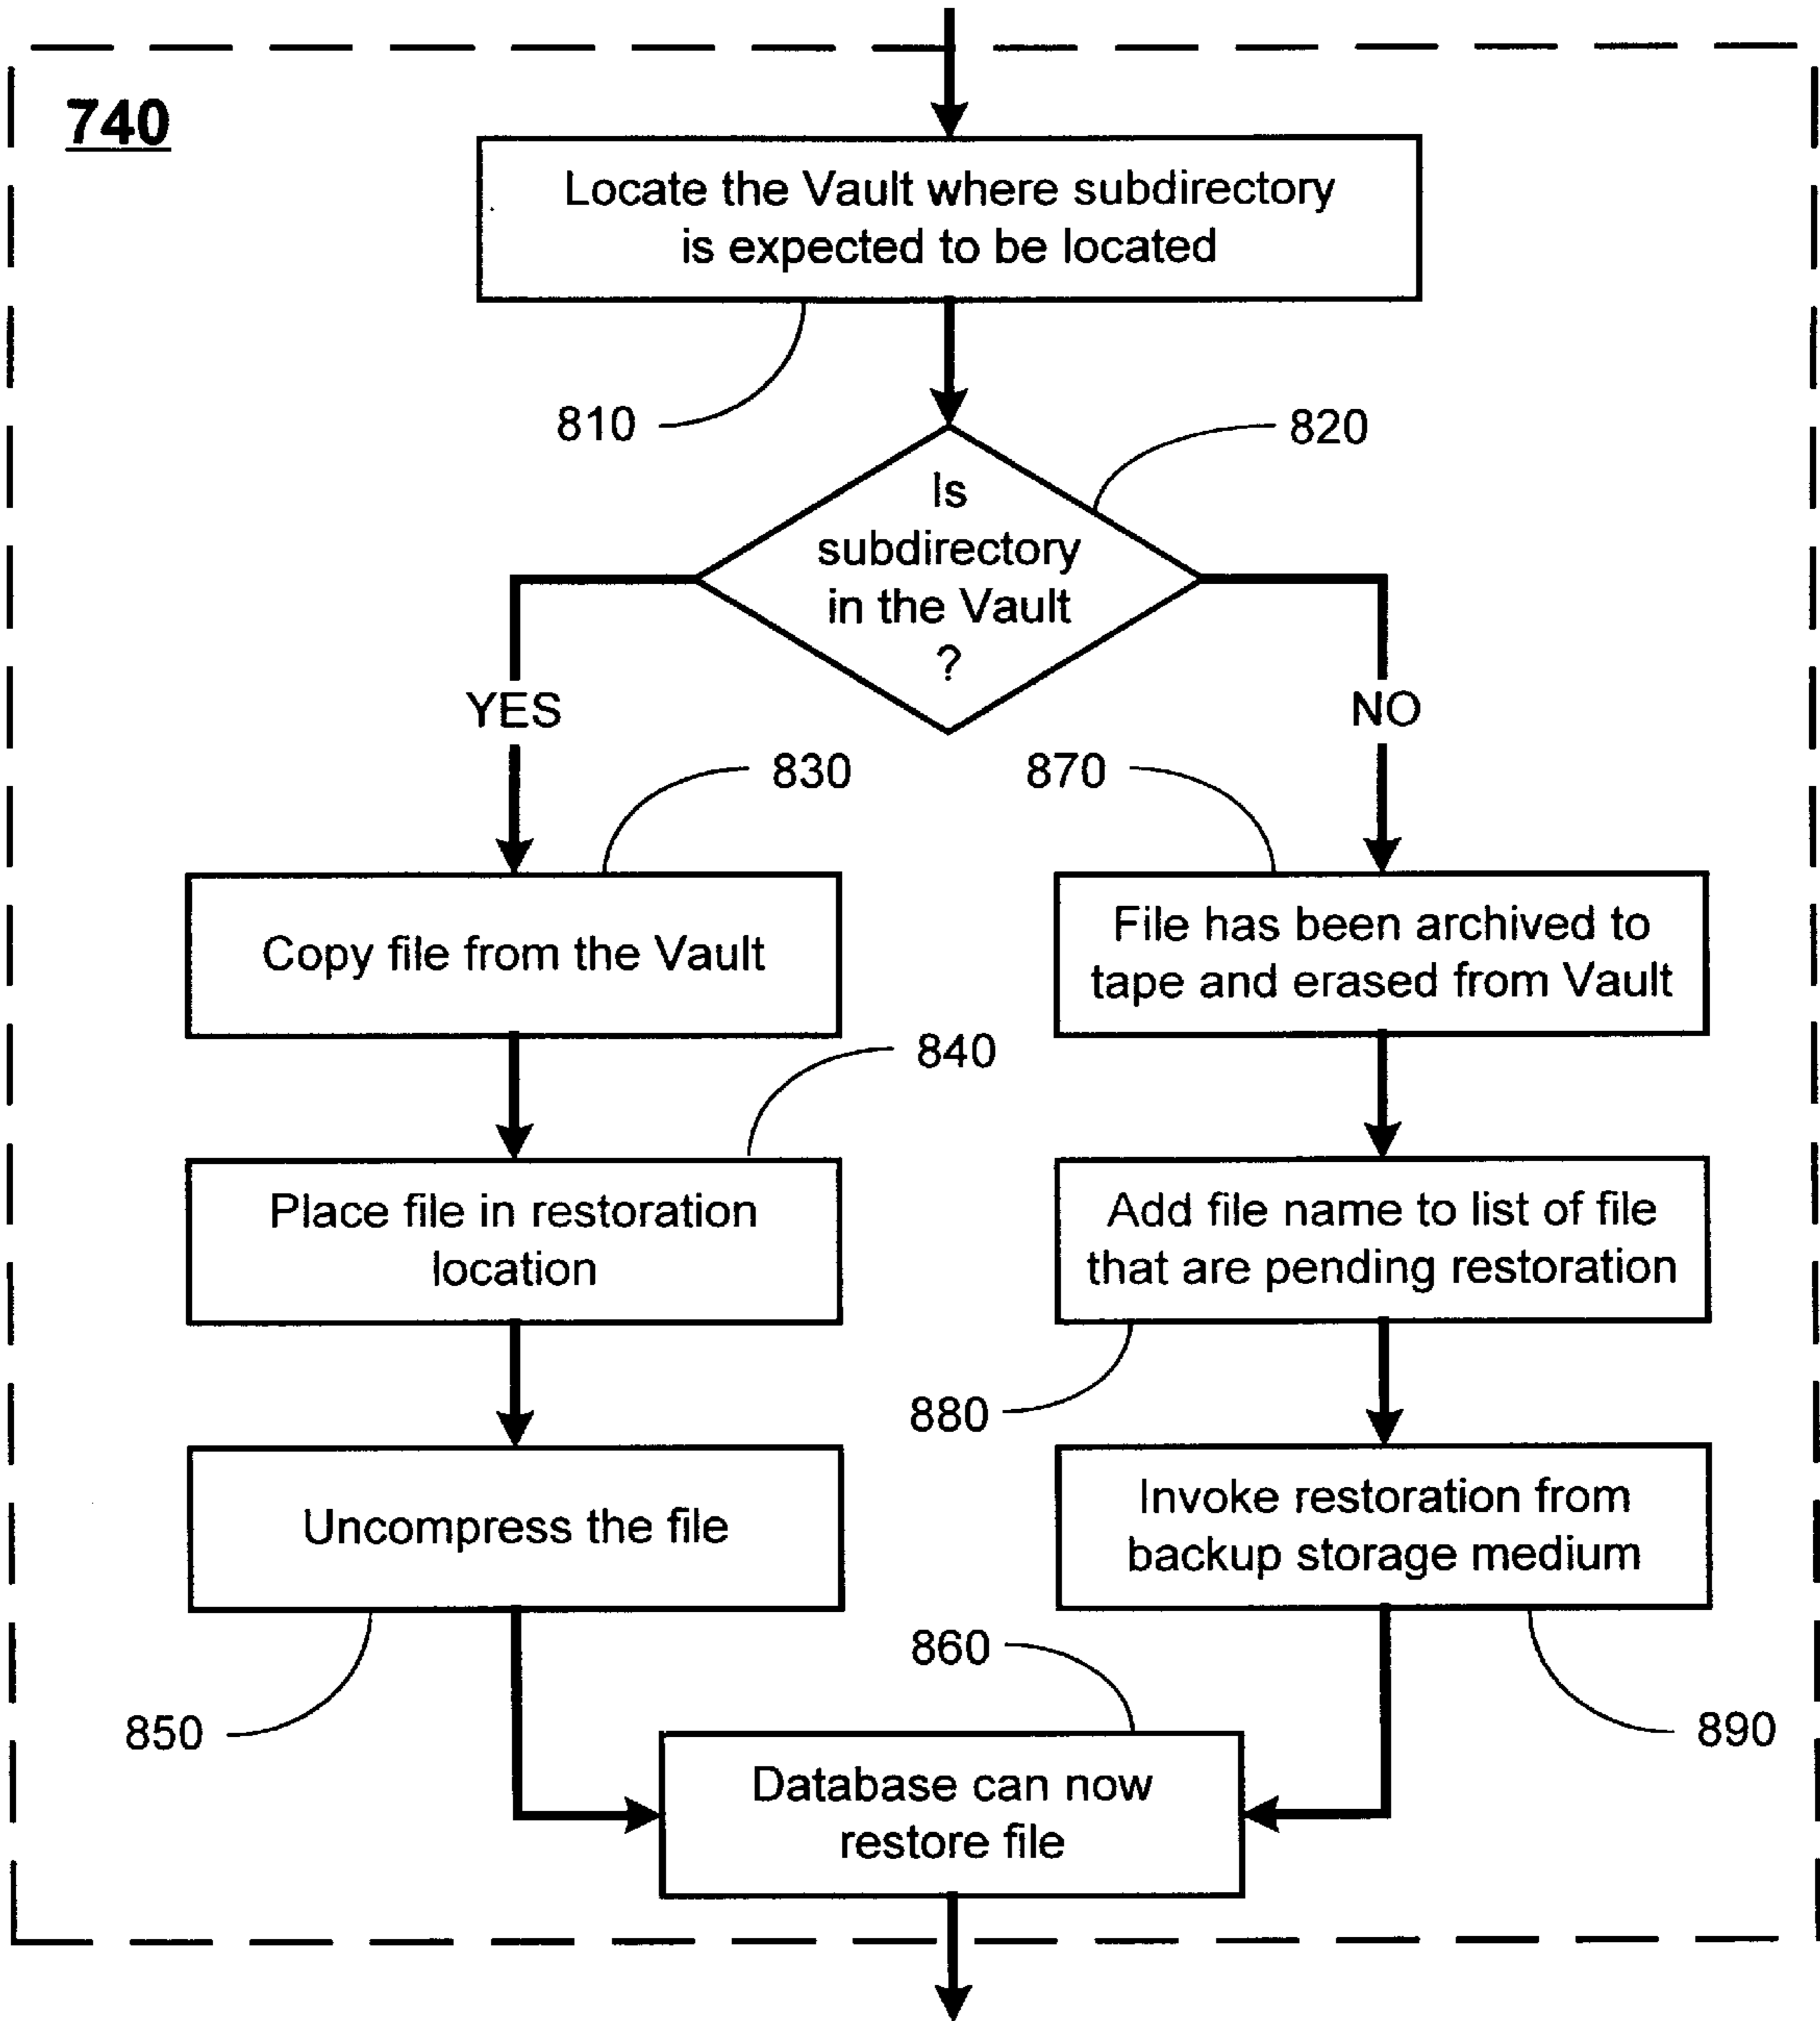 740
Locate the Vault where subdirectory
is expected to be located
810
820
Is
subdirectory
in the Vault
?
YES
NO
830
870
Copy file from the Vault
File has been archived to
tape and erased from Vault
840
Place file in restoration
location
Add file name to list of file
that are pending restoration
880
Uncompress the file
Invoke restoration from
backup storage medium
860
850
890
Database can now
restore file